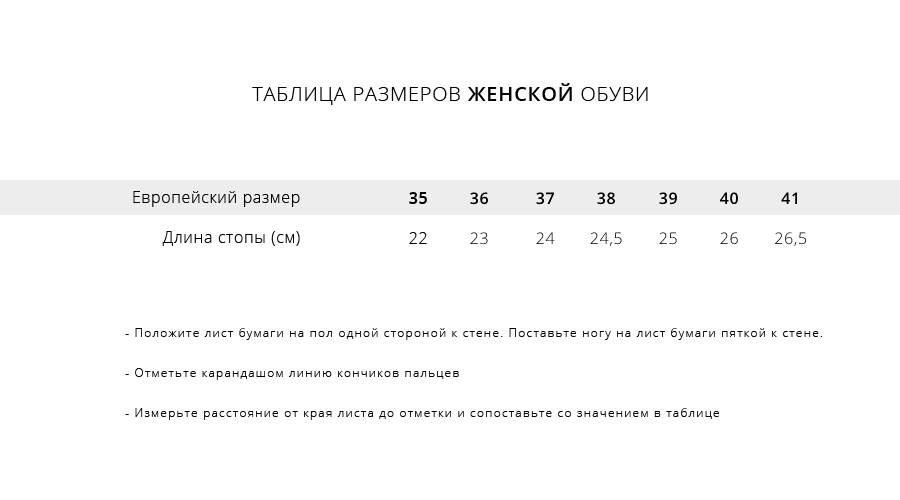 ТАБЛИЦА РАЗМЕРОВ ЖЕНСКОЙ ОБУВИ
Европейский размер 35 36 37 38 39 40 41
Длина стопы (см) 22 23 24 24,5 25 26 26,5
- Положите лист бумаги на пол одной стороной к стене. Поставьте ногу на лист бумаги пяткой к стене.
- Отметьте карандашом линию кончиков пальцев
- Измерьте расстояние от края листа до отметки и сопоставьте со значением в таблице